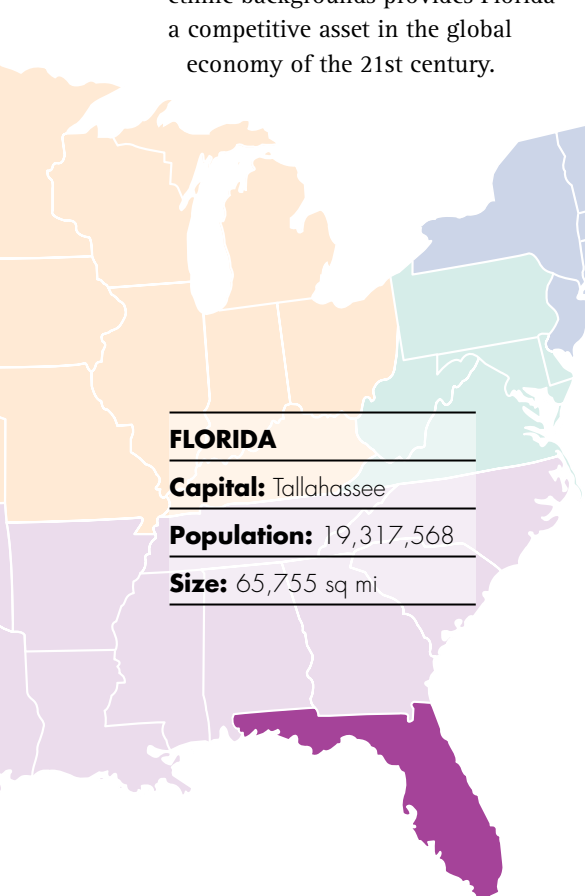 ethnic backgrounds provides Florida
a competitive asset in the global
economy of the 21st century.
FLORIDA
Capital: Tallahassee
Population: 19,317,568
Size: 65,755 sq mi